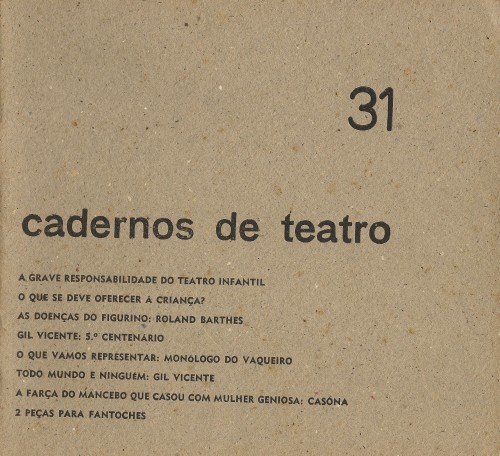 31
cadernos de teatro
A GRAVE RESPONSABILIDADE DO TEATRO INFANTIL
O QUE SE DEVE OFERECER À CRIANÇA?
AS DOENÇAS DO FIGURINO: ROLAND BARTHES
GIL VICENTE: 5.º CENTENÁRIO
O QUE VAMOS REPRESENTAR: MONÓLOGO DO VAQUEIRO
TODO MUNDO E NINGUEM: GIL VICENTE
A FARÇA DO MANCEBO QUE CASOU COM MULHER GENIOSA: CASONA
2 PEÇAS PARA FANTOCHES